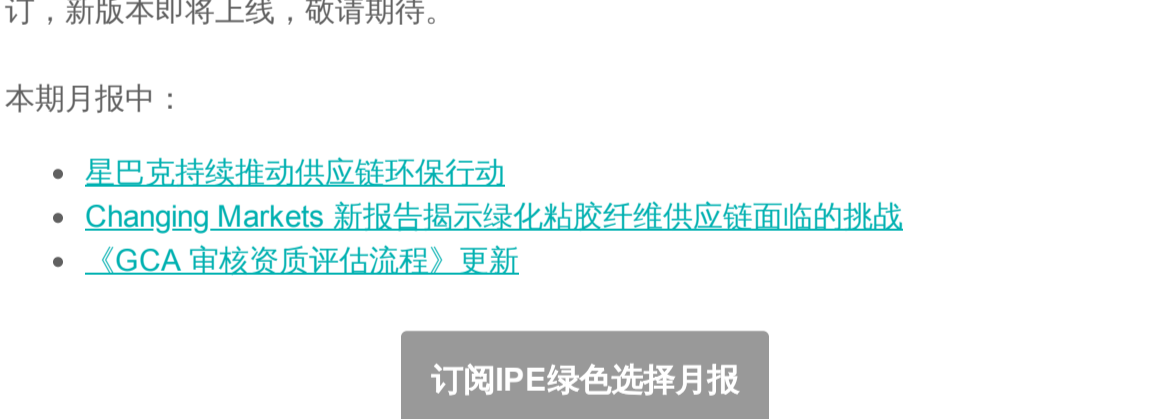 订，新版本即将上线，敬请期待。
本期月报中：
星巴克持续推动供应链环保行动
Changing Markets 新报告揭示绿化粘胶纤维供应链面临的挑战
《GCA 审核资质评估流程》更新
订阅IPE绿色选择月报